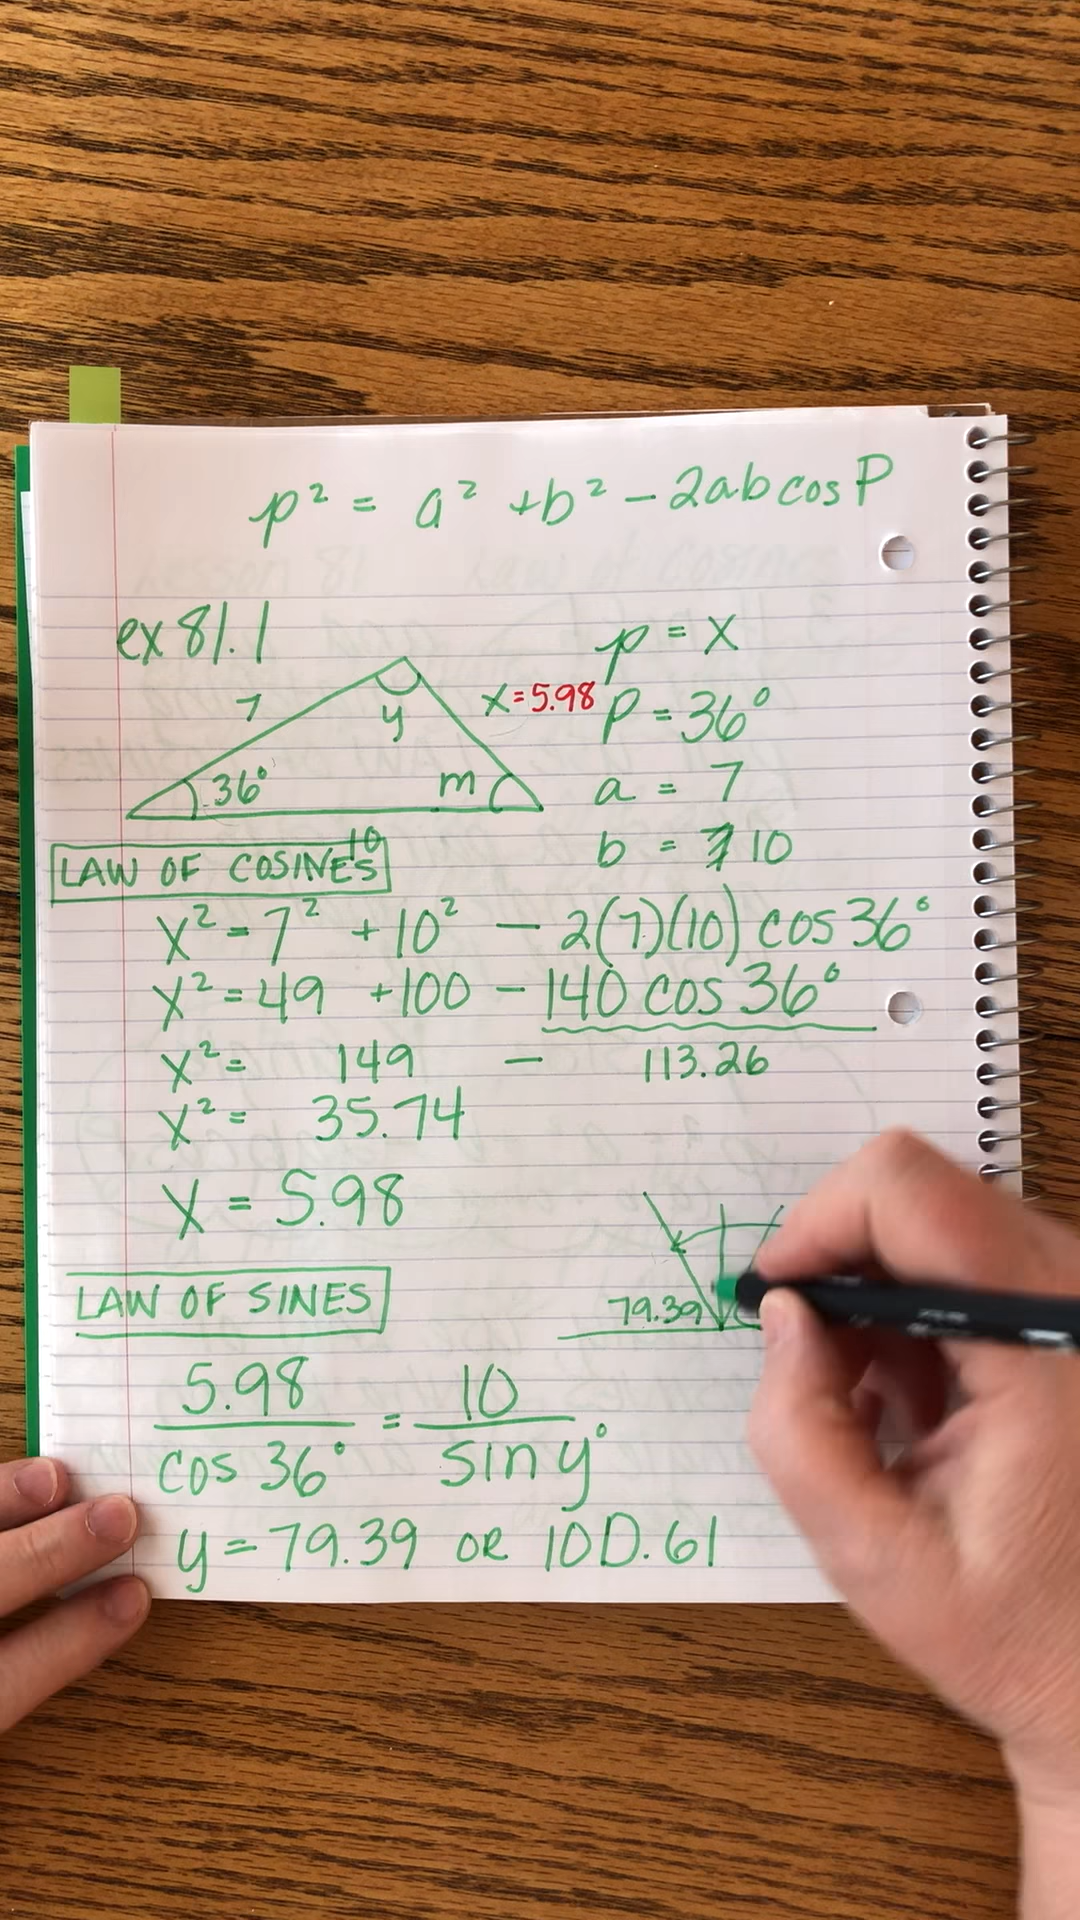 p² = a² + b² - 2ab cos P
ex 81.1
p = x
7
y
x = 5.98
P = 36°
36°
m
a = 7
10
b = 10
LAW OF COSINES
x² = 7² + 10² - 2(7)(10) cos 36°
x² = 49 + 100 - 140 cos 36°
x² = 149 - 113.26
x² = 35.74
x = 5.98
LAW OF SINES
79.39
5.98 / cos 36° = 10 / sin y°
y = 79.39 OR 100.61